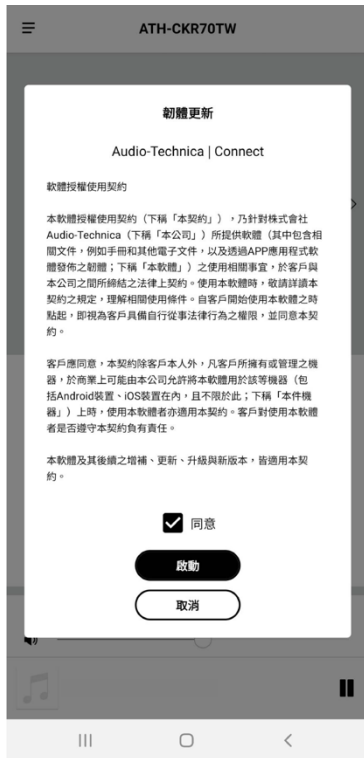 ATH-CKR70TW
韌體更新
Audio-Technica | Connect
軟體授權使用契約
本軟體授權使用契約（下稱「本契約」），乃針對株式會社
Audio-Technica（下稱「本公司」）所提供軟體（其中包含相
關文件，例如手冊和其他電子文件，以及透過APP應用程式軟
體發佈之韌體；下稱「本軟體」）之使用相關事宜，於客戶與
本公司之間所締結之法律上契約。使用本軟體時，敬請詳讀本
契約之規定，理解相關使用條件。自客戶開始使用本軟體之時
點起，即視為客戶具備自行從事法律行為之權限，並同意本契
約。
客戶應同意，本契約除客戶本人外，凡客戶所擁有或管理之機
器，於商業上可能由本公司允許將本軟體用於該等機器（包
括Android裝置、iOS裝置在內，且不限於此；下稱「本件機
器」）上時，使用本軟體者亦適用本契約。客戶對使用本軟體
者是否遵守本契約負有責任。
本軟體及其後續之增補、更新、升級與新版本，皆適用本契
約。
同意
啟動
取消